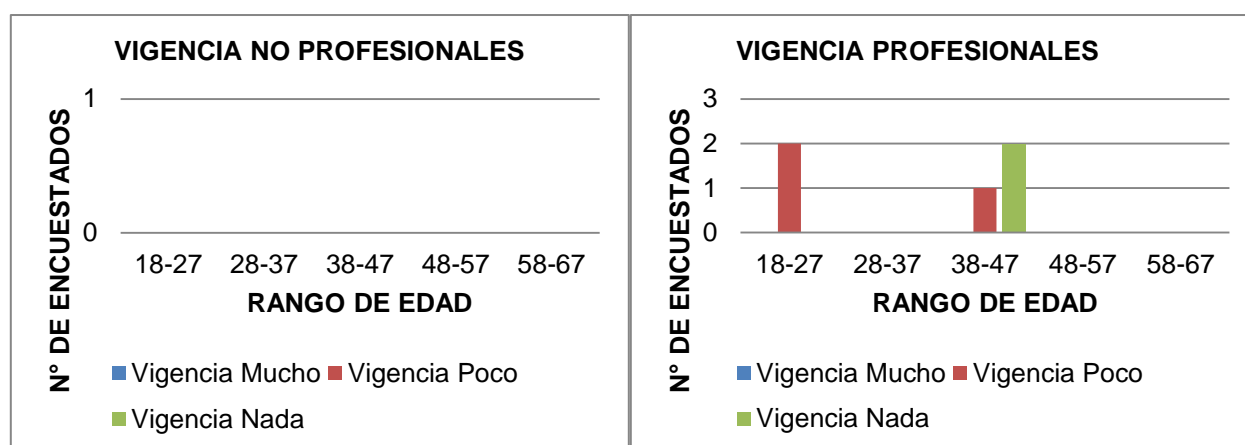 VIGENCIA NO PROFESIONALES
N° DE ENCUESTADOS
1
0
18-27 28-37 38-47 48-57 58-67
RANGO DE EDAD
Vigencia Mucho Vigencia Poco
Vigencia Nada
VIGENCIA PROFESIONALES
N° DE ENCUESTADOS
3
2
1
0
18-27 28-37 38-47 48-57 58-67
RANGO DE EDAD
Vigencia Mucho Vigencia Poco
Vigencia Nada